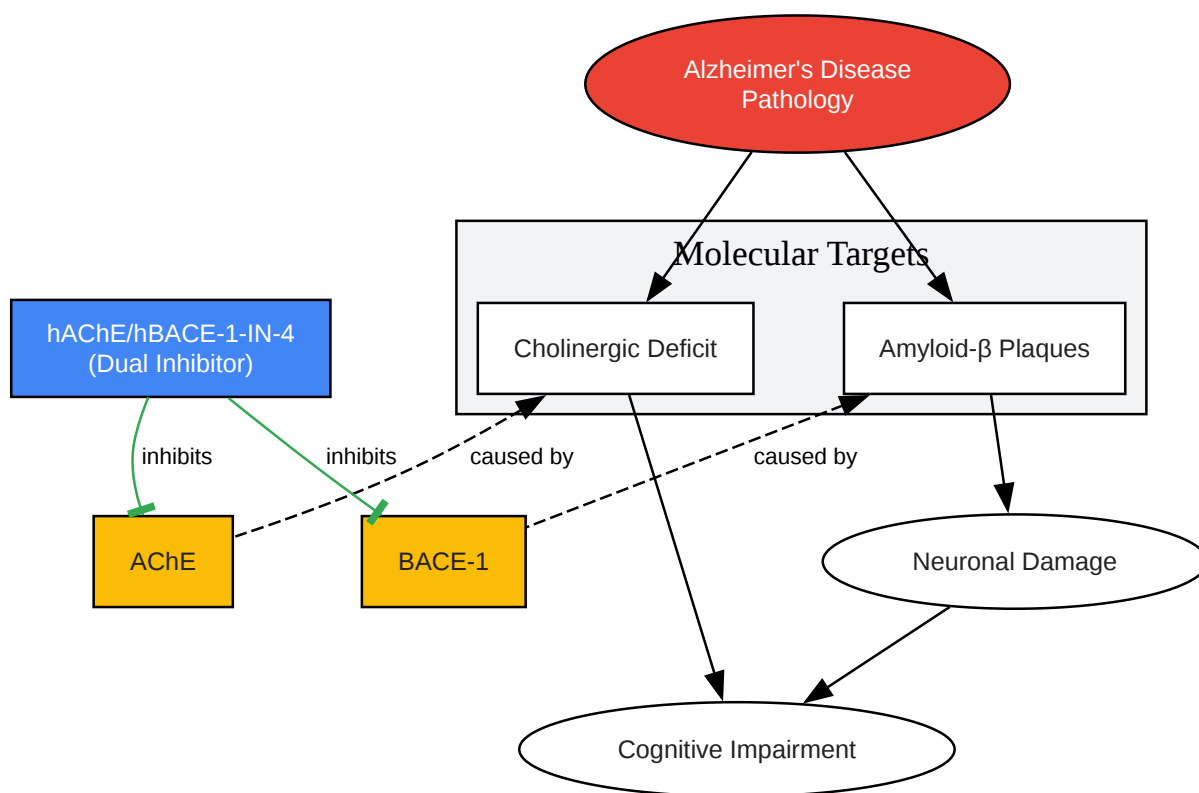 Alzheimer's Disease
Pathology
Molecular Targets
hAChE/hBACE-1-IN-4
(Dual Inhibitor)
Cholinergic Deficit
Amyloid-β Plaques
inhibits
inhibits
caused by
caused by
AChE
BACE-1
Neuronal Damage
Cognitive Impairment